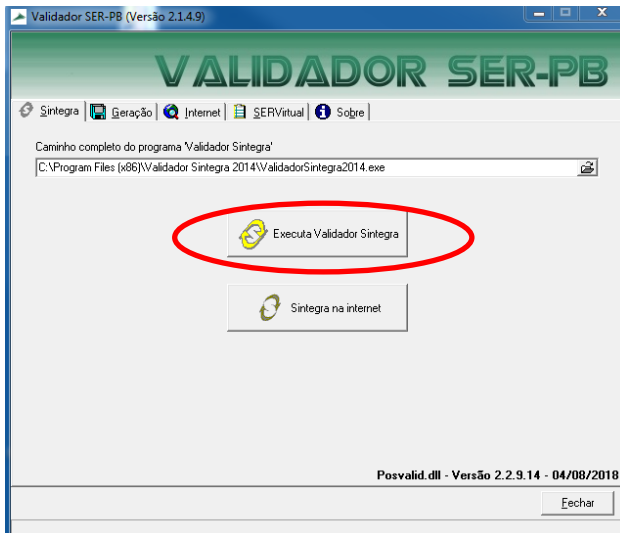 Validador SER-PB (Versão 2.1.4.9)
VALIDADOR SER-PB
Sintegra Geração Internet SERVirtual Sobre
Caminho completo do programa 'Validador Sintegra'
C:\Program Files (x86)\Validador Sintegra 2014\ValidadorSintegra2014.exe
Executa Validador Sintegra
Sintegra na internet
Posvalid.dll - Versão 2.2.9.14 - 04/08/2018
Fechar